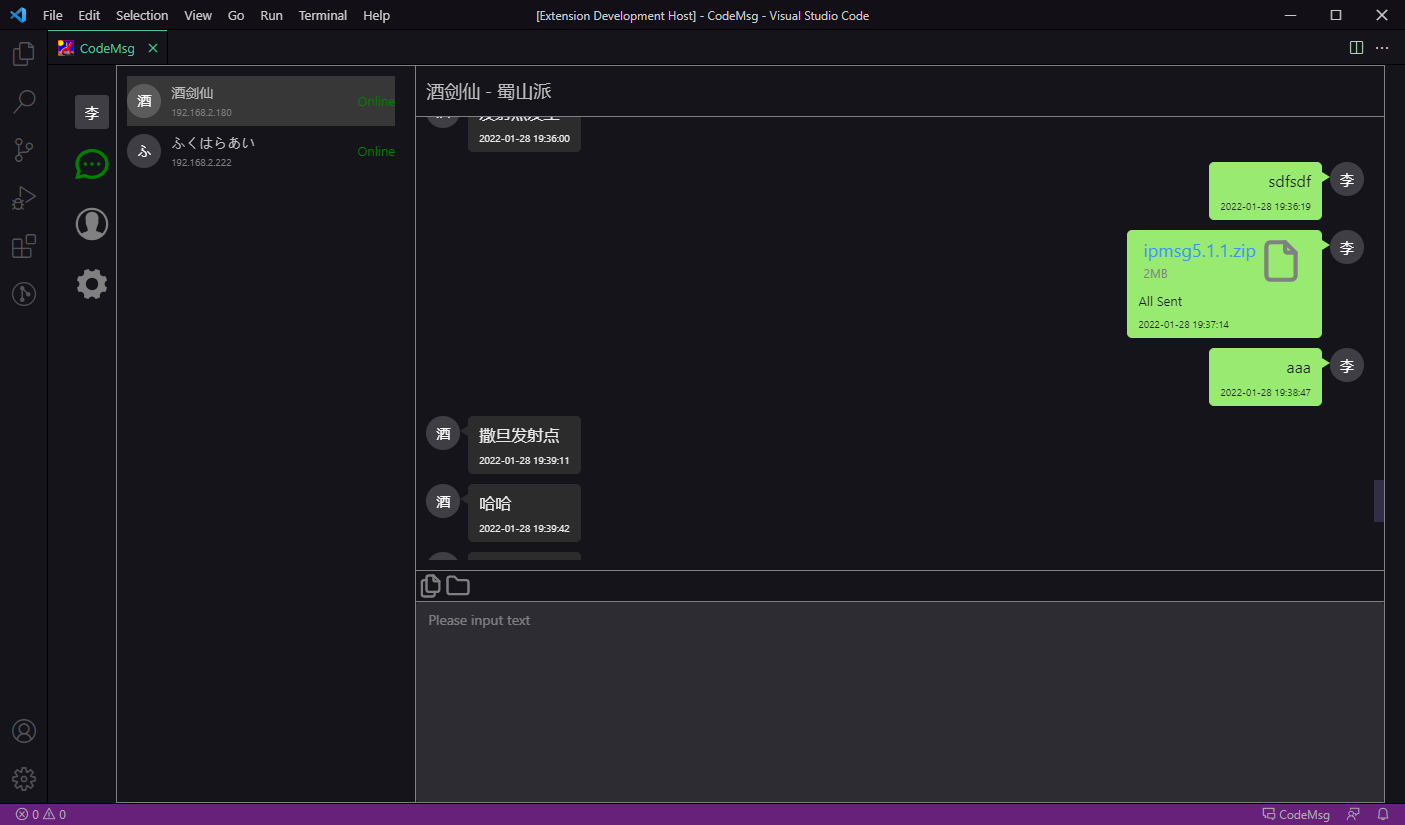 File Edit Selection View Go Run Terminal Help
[Extension Development Host] - CodeMsg - Visual Studio Code
CodeMsg
李
酒
酒剑仙
192.168.2.180
Online
ふ
ふくはらあい
192.168.2.222
Online
酒剑仙 - 蜀山派
2022-01-28 19:36:00
sdfsdf
2022-01-28 19:36:19
李
ipmsg5.1.1.zip
2MB
All Sent
2022-01-28 19:37:14
李
aaa
2022-01-28 19:38:47
李
酒
撒旦发射点
2022-01-28 19:39:11
酒
哈哈
2022-01-28 19:39:42
Please input text
0 0
CodeMsg